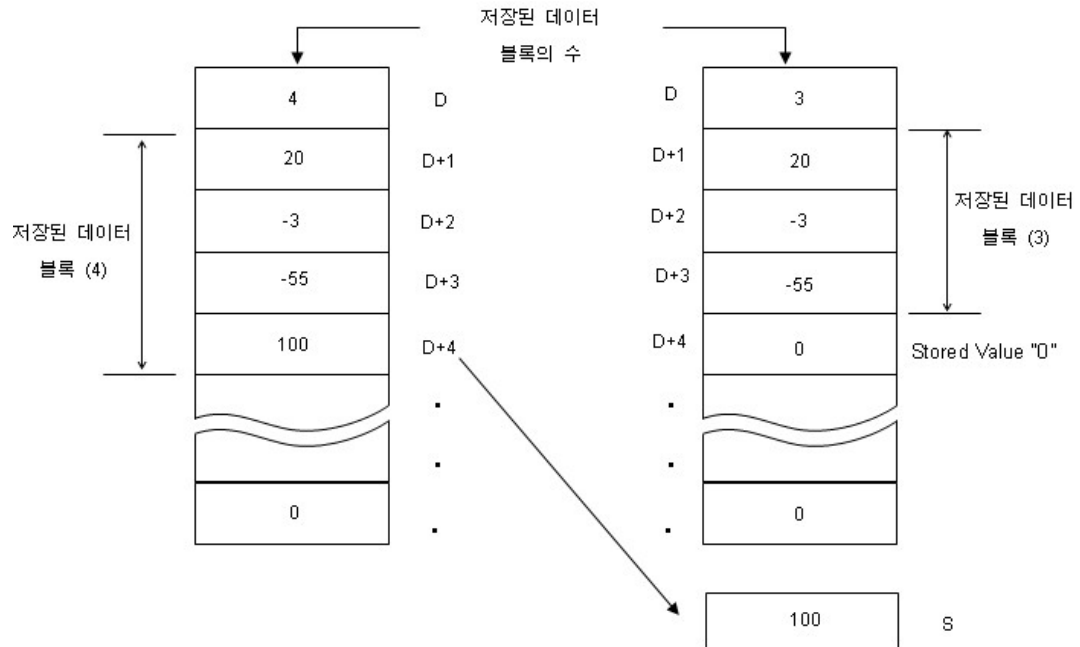 저장된 데이터
블록의 수
4
D
D
3
20
D+1
D+1
20
-3
D+2
D+2
-3
저장된 데이터
블록 (4)
저장된 데이터
블록 (3)
-55
D+3
D+3
-55
100
D+4
D+4
0
Stored Value "0"
0
0
100
S